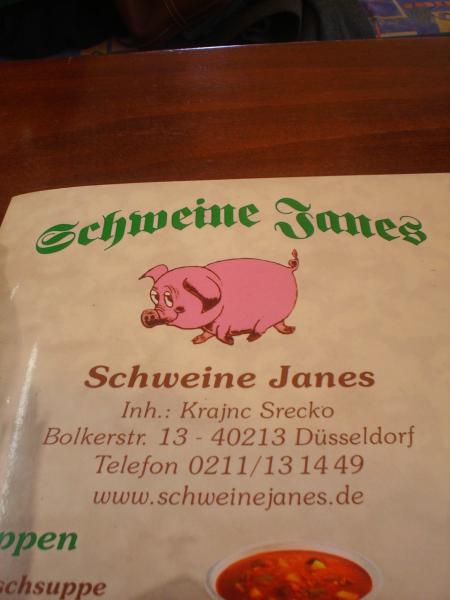 Schweine Janes
Schweine Janes
Inh.: Krajnc Srecko
Bolkerstr. 13 - 40213 Düsseldorf
Telefon 0211/13 14 49
www.schweinejanes.de
ppen
schsuppe